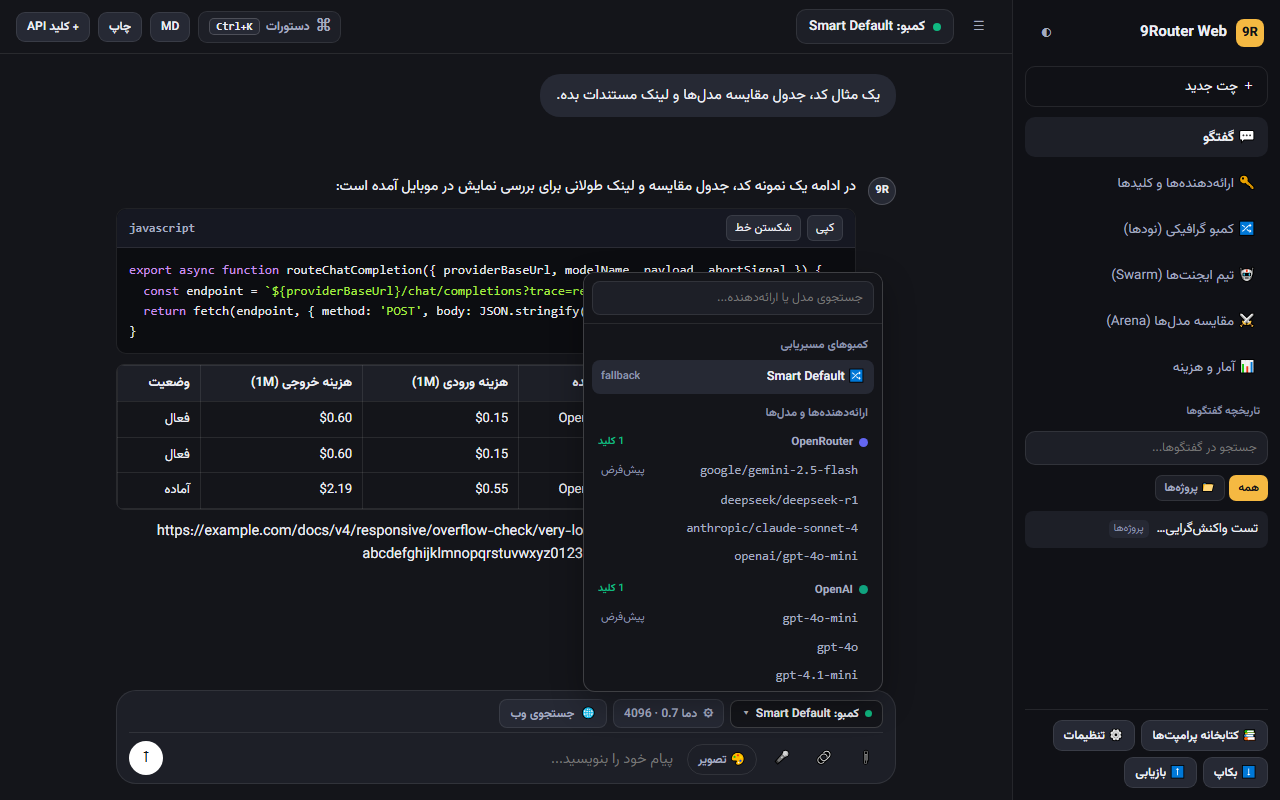 9R 9Router Web
+ چت جدید
گفتگو
ارائه‌دهنده‌ها و کلیدها
کمبو گرافیکی (نودها)
تیم ایجنت‌ها (Swarm)
مقایسه مدل‌ها (Arena)
آمار و هزینه
تاریخچه گفتگوها
جستجو در گفتگوها...
همه پروژه‌ها
تست واکنش‌گرایی... پروژه‌ها
کتابخانه پرامپت‌ها تنظیمات
بکاپ بازیابی
کمبو: Smart Default
⌘ دستورات Ctrl+K
MD
چاپ
+ کلید API
یک مثال کد، جدول مقایسه مدل‌ها و لینک مستندات بده.
9R
در ادامه یک نمونه کد، جدول مقایسه و لینک طولانی برای بررسی نمایش در موبایل آمده است:
کپی شکستن خط javascript
export async function routeChatCompletion({ providerBaseUrl, modelName, payload, abortSignal }) {
const endpoint = `${providerBaseUrl}/chat/completions?trace=re
return fetch(endpoint, { method: 'POST', body: JSON.stringify(
}
هزینه ورودی (1M) هزینه خروجی (1M) وضعیت
Oper $0.15 $0.60 فعال
$0.15 $0.60 فعال
Oper $0.55 $2.19 آماده
https://example.com/docs/v4/responsive/overflow-check/very-lo
abcdefghijklmnopqrstuvwxyz0123
جستجوی مدل یا ارائه‌دهنده...
کمبوهای مسیریابی
Smart Default fallback
ارائه‌دهنده‌ها و مدل‌ها
OpenRouter 1 کلید
google/gemini-2.5-flash پیش‌فرض
deepseek/deepseek-r1
anthropic/claude-sonnet-4
openai/gpt-4o-mini
OpenAI 1 کلید
gpt-4o-mini پیش‌فرض
gpt-4o
gpt-4.1-mini
کمبو: Smart Default ▾
دما 0.7 · 4096
جستجوی وب
تصویر
پیام خود را بنویسید...